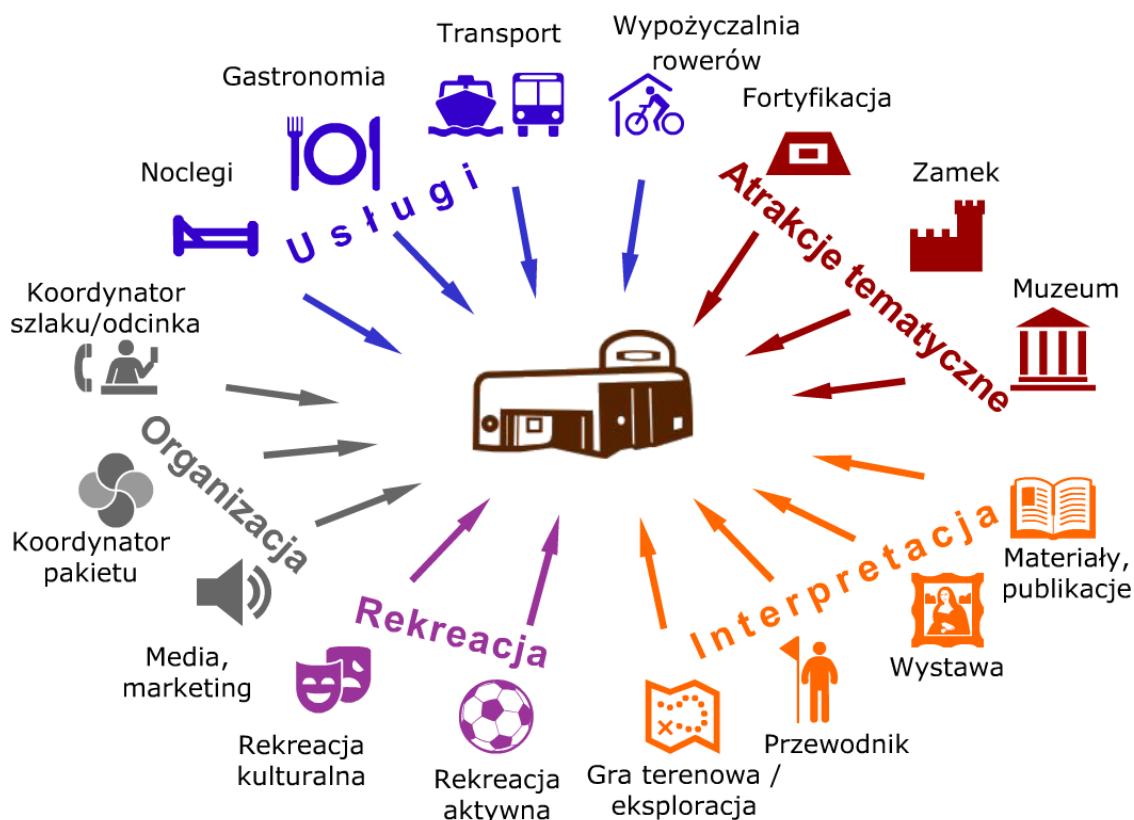 Transport
Wypożyczalnia
rowerów
Gastronomia
Fortyfikacja
Noclegi
Zamek
Usługi
Atrakcje tematyczne
Koordynator
szlaku/odcinka
Muzeum
Organizacja
Koordynator
pakietu
Media,
marketing
Rekreacja
Rekreacja
kulturalna
Rekreacja
aktywna
Interpretacja
Materiały,
publikacje
Wystawa
Przewodnik
Gra terenowa /
eksploracja